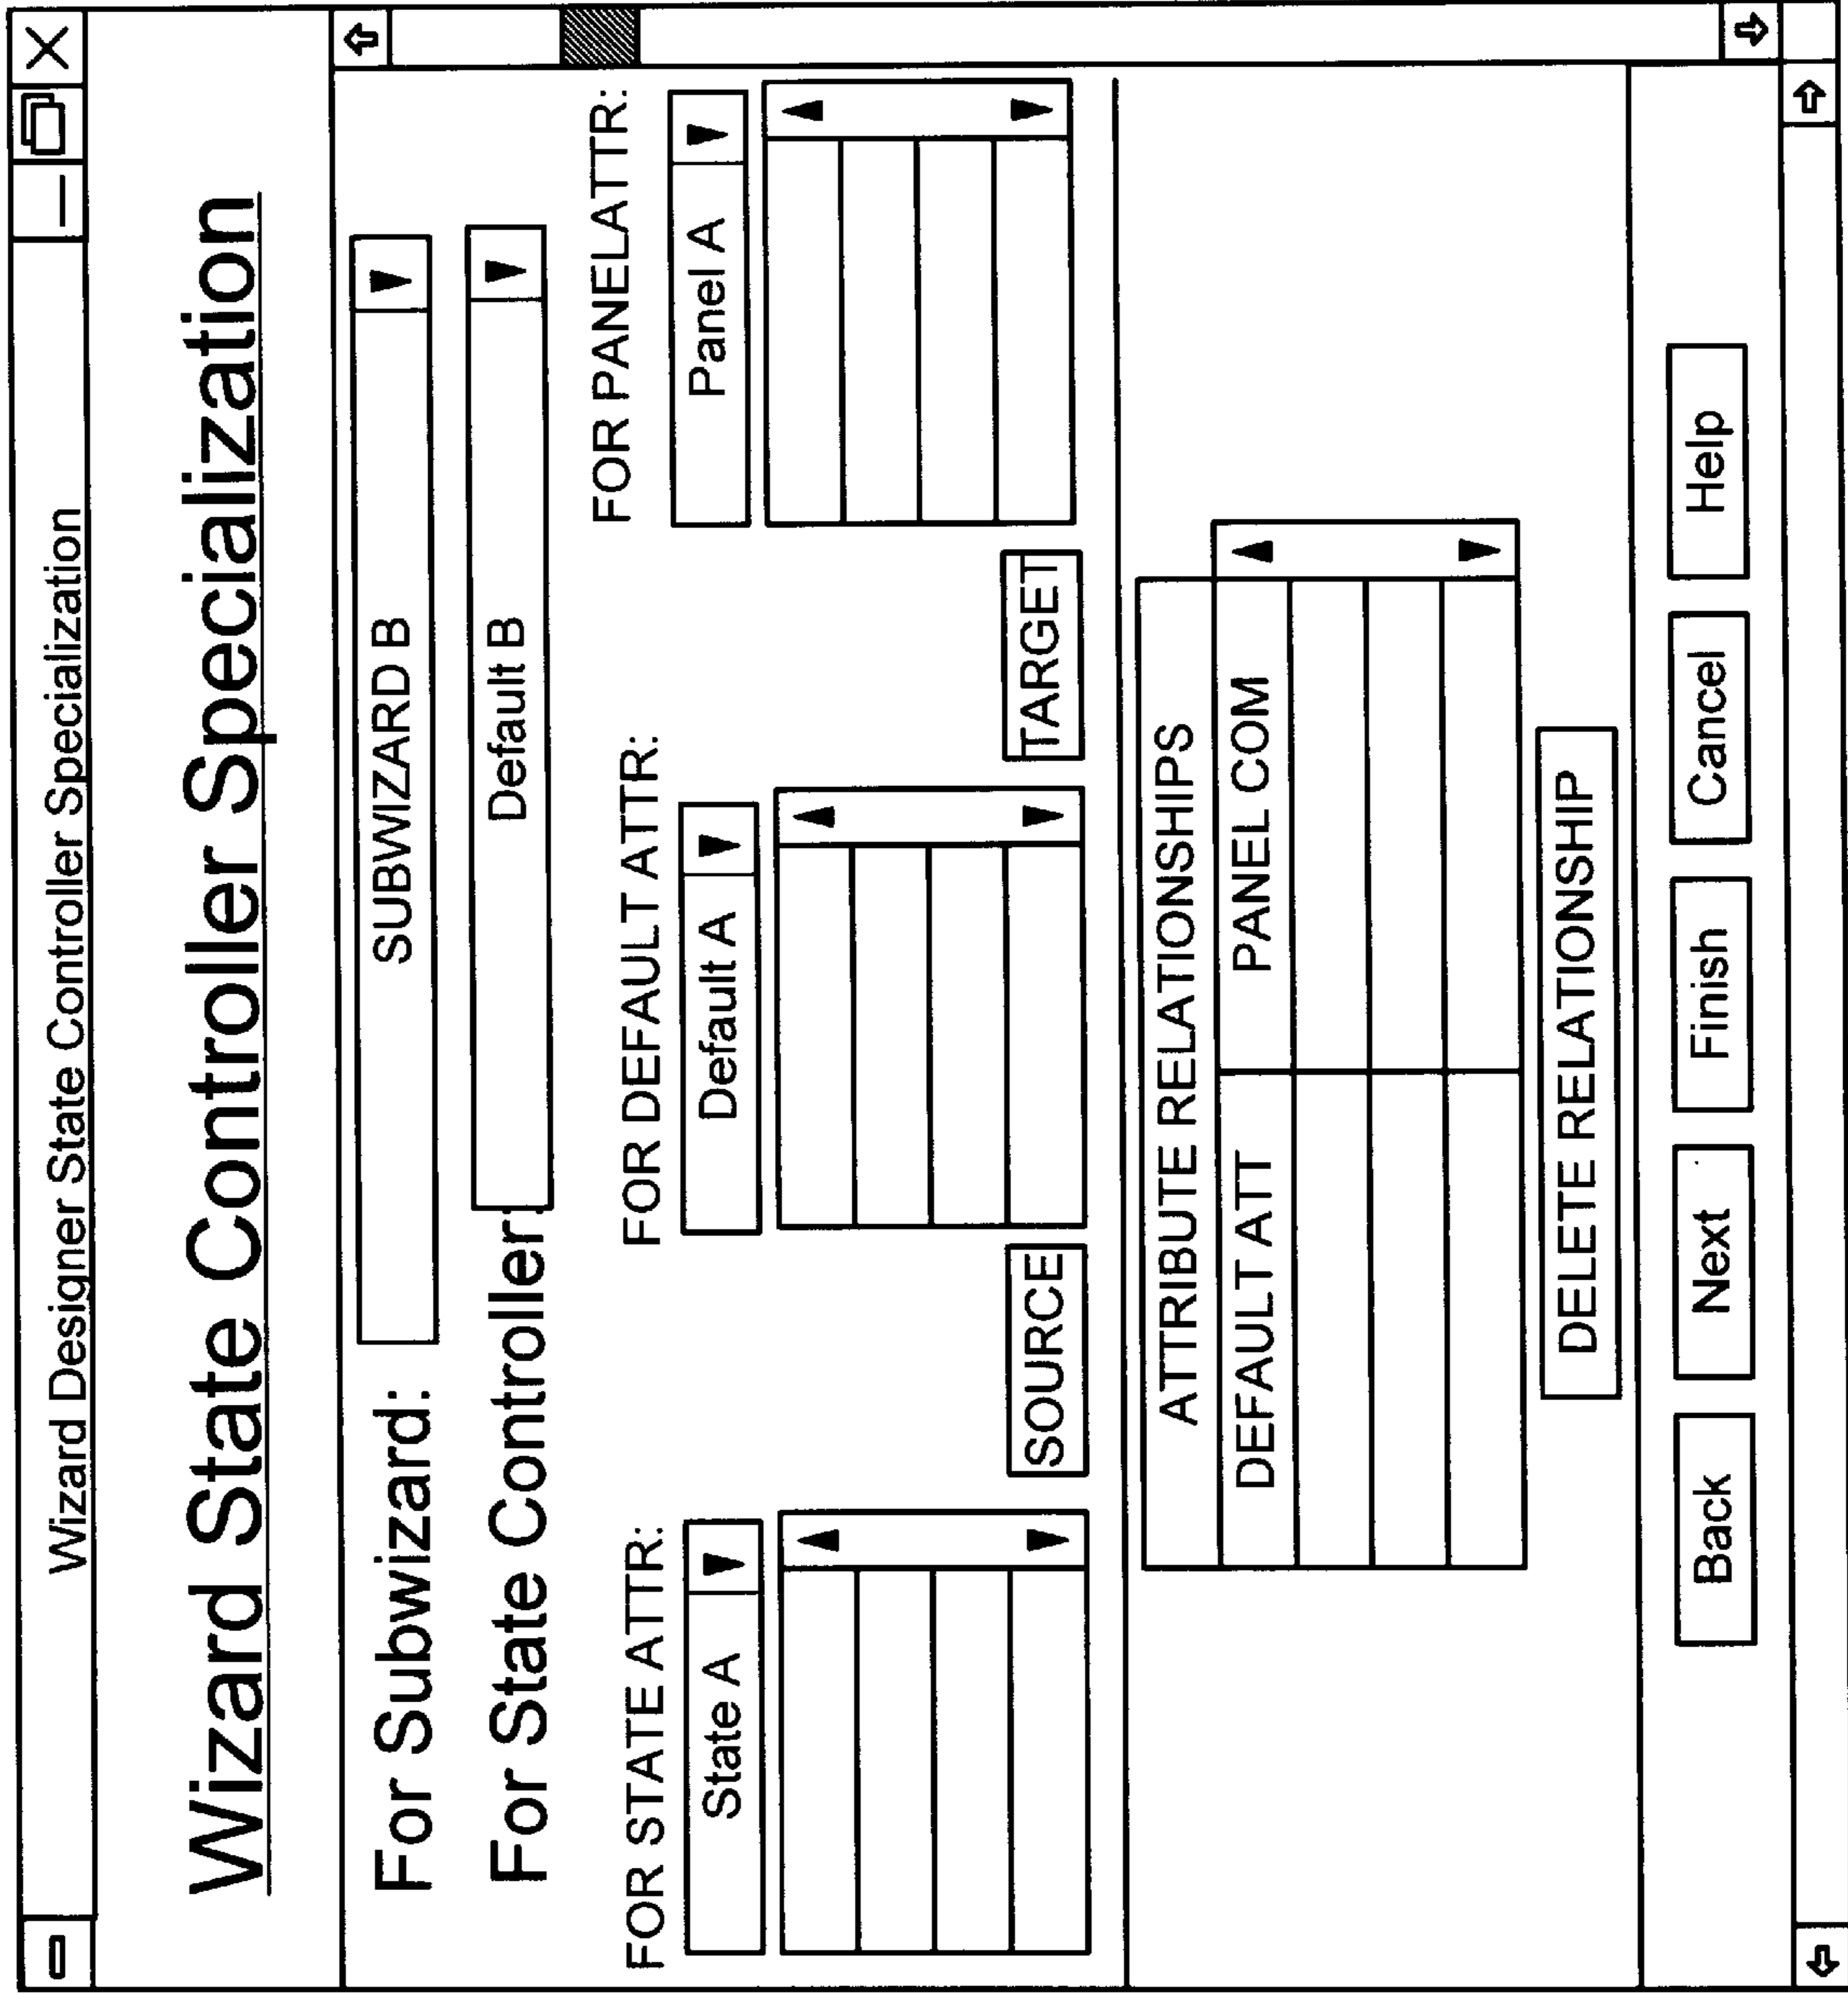 Wizard Designer State Controller Specialization
Wizard State Controller Specialization
For Subwizard: SUBWIZARD B
For State Controller: Default B
FOR STATE ATTR: FOR DEFAULT ATTR: FOR PANELATTR:
State A Default A Panel A
SOURCE TARGET
ATTRIBUTE RELATIONSHIPS
DEFAULT ATT PANEL COM
DELETE RELATIONSHIP
Back Next Finish Cancel Help